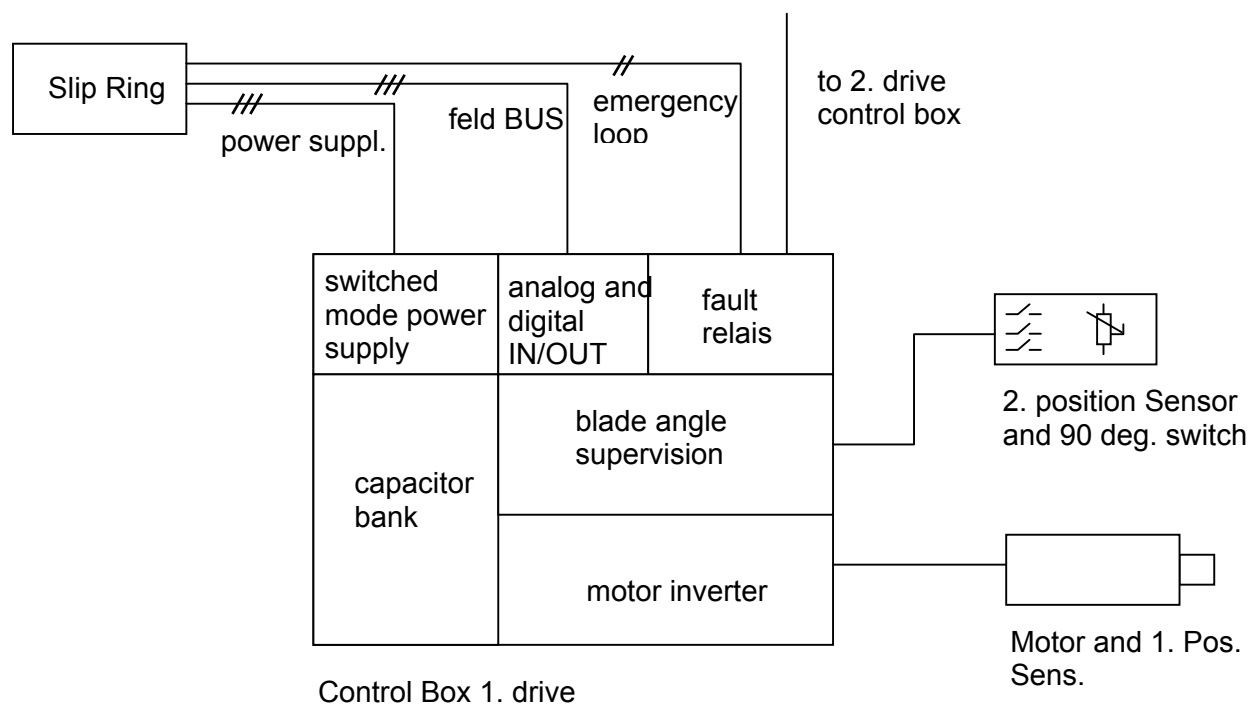 Slip Ring
power suppl.
feld BUS
emergency
loop
to 2. drive
control box
switched
mode power
supply
analog and
digital
IN/OUT
fault
relais
capacitor
bank
blade angle
supervision
motor inverter
2. position Sensor
and 90 deg. switch
Motor and 1. Pos.
Sens.
Control Box 1. drive